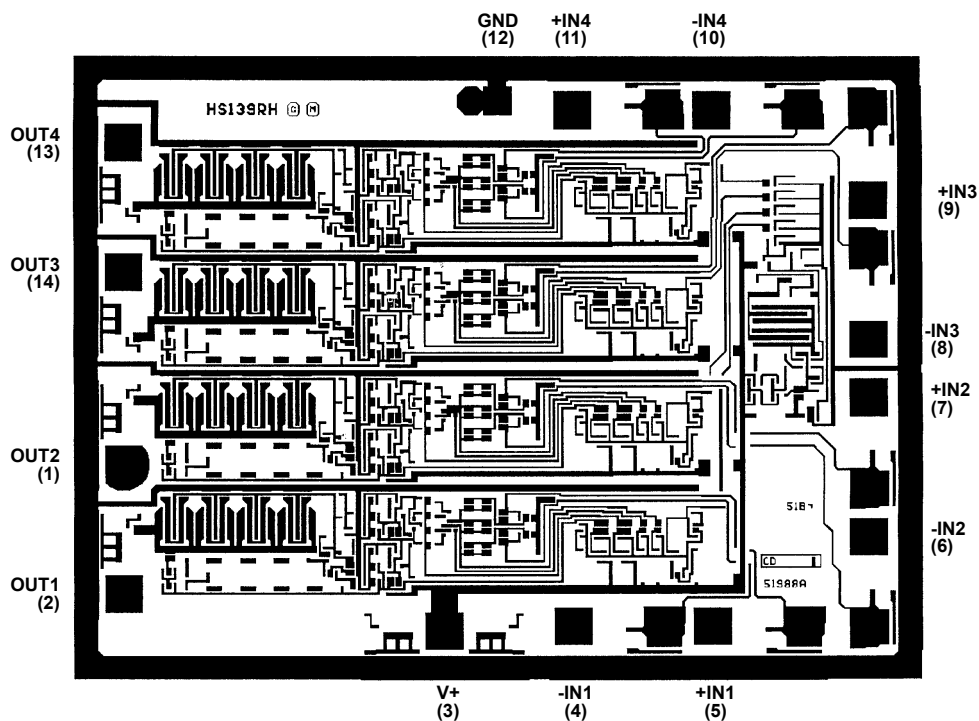 GND
(12)
+IN4
(11)
-IN4
(10)
HS139RH G M
OUT4
(13)
+IN3
(9)
OUT3
(14)
-IN3
(8)
+IN2
(7)
OUT2
(1)
-IN2
(6)
CD
51988A
OUT1
(2)
V+
(3)
-IN1
(4)
+IN1
(5)